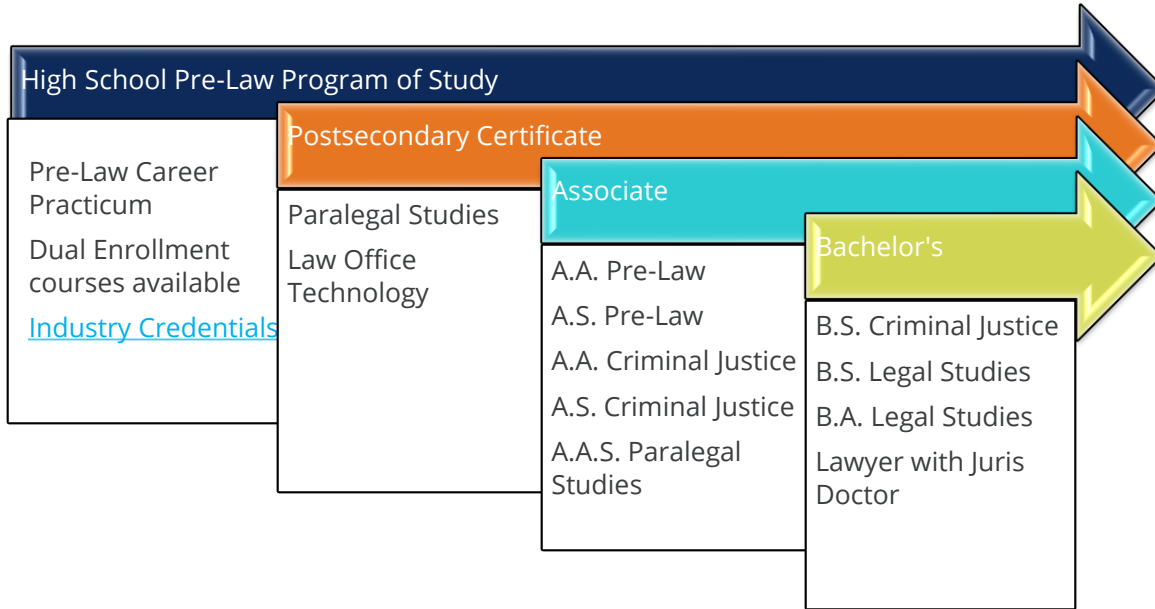 High School Pre-Law Program of Study
Pre-Law Career
Practicum
Dual Enrollment
courses available
Industry Credentials
Postsecondary Certificate
Paralegal Studies
Law Office
Technology
Associate
A.A. Pre-Law
A.S. Pre-Law
A.A. Criminal Justice
A.S. Criminal Justice
A.A.S. Paralegal
Studies
Bachelor's
B.S. Criminal Justice
B.S. Legal Studies
B.A. Legal Studies
Lawyer with Juris
Doctor